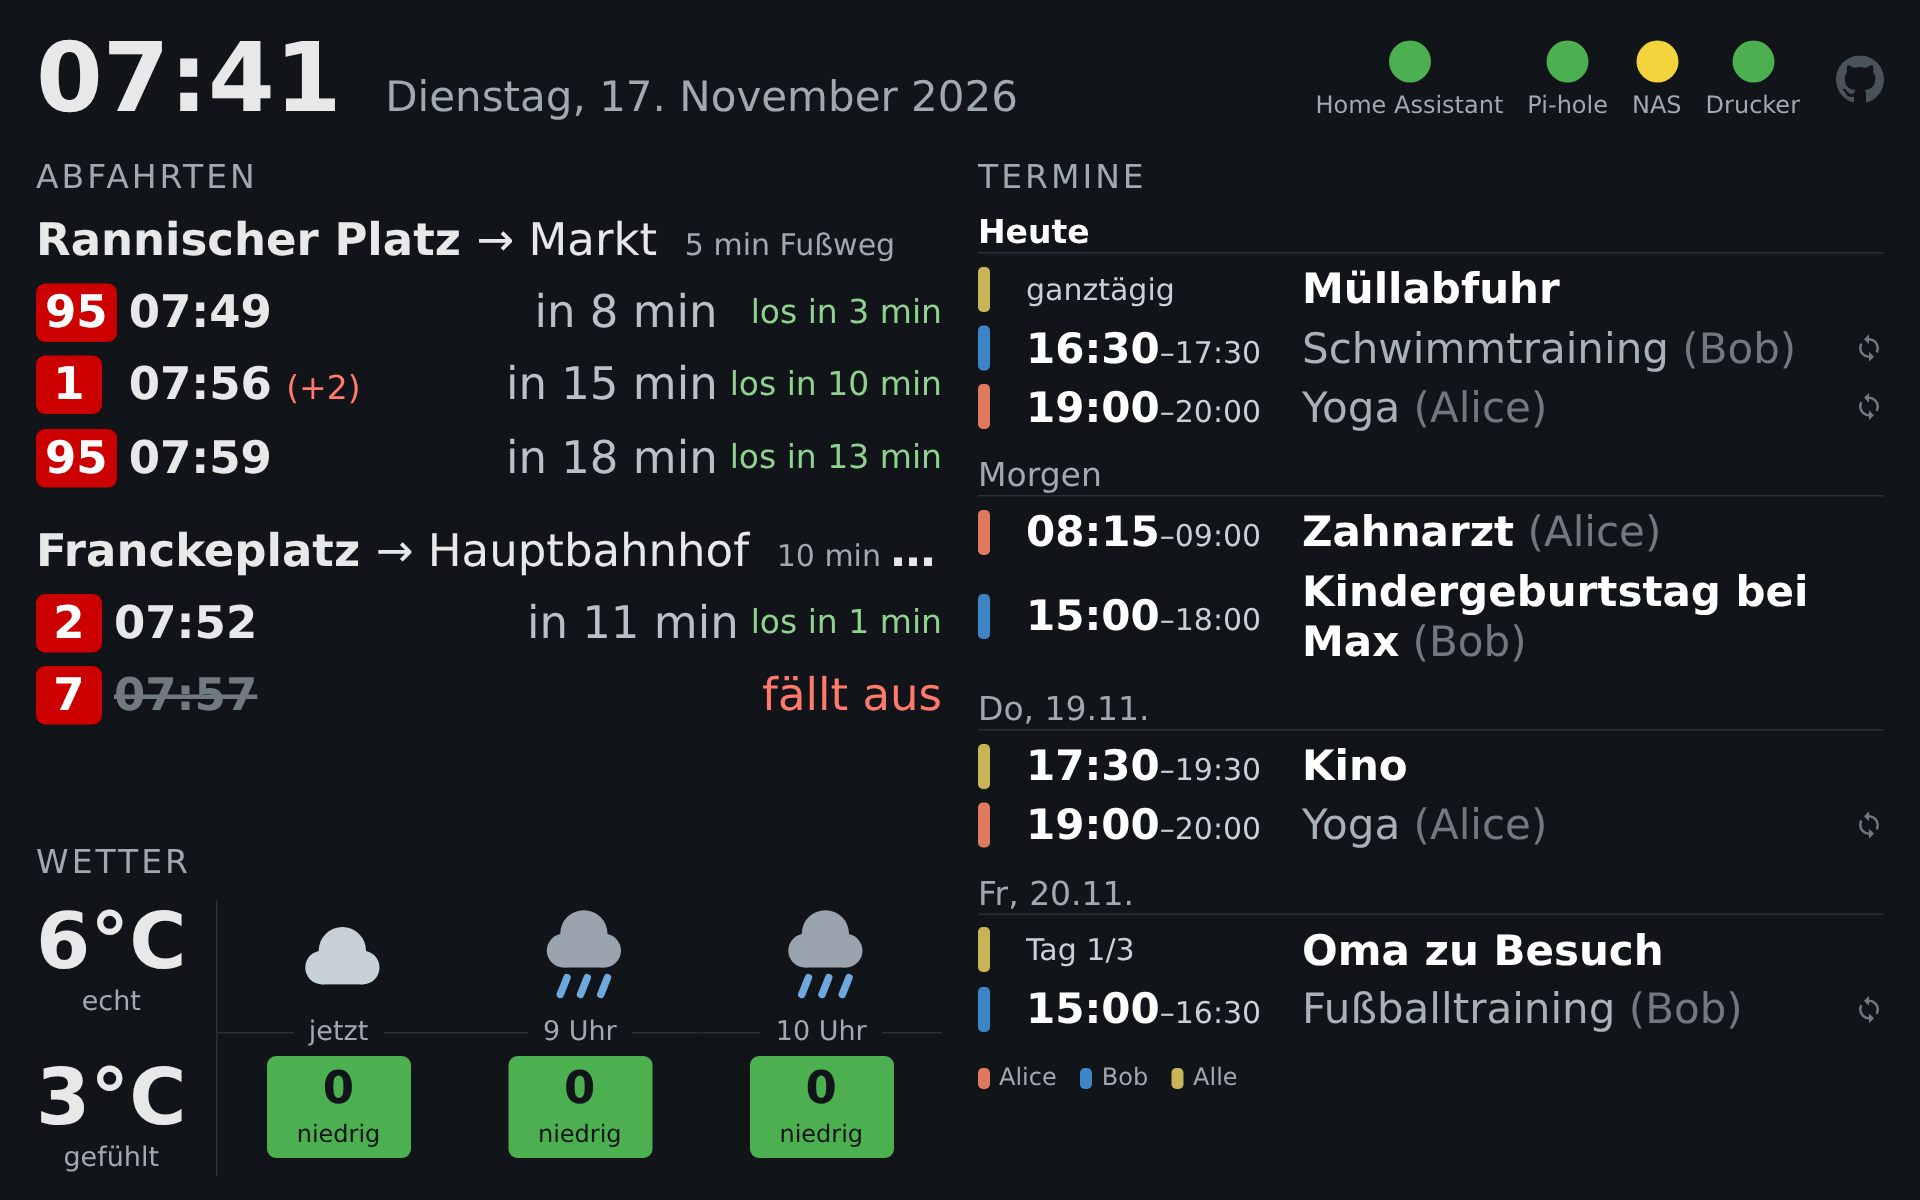 07:41 Dienstag, 17. November 2026
Home Assistant Pi-hole NAS Drucker
ABFAHRTEN
Rannischer Platz → Markt 5 min Fußweg
95 07:49 in 8 min los in 3 min
1 07:56 (+2) in 15 min los in 10 min
95 07:59 in 18 min los in 13 min
Franckeplatz → Hauptbahnhof 10 min ...
2 07:52 in 11 min los in 1 min
7 07:57 fällt aus
WETTER
6°C
echt
3°C
gefühlt
jetzt 9 Uhr 10 Uhr
0 0 0
niedrig niedrig niedrig
TERMINE
Heute
ganztägig Müllabfuhr
16:30–17:30 Schwimmtraining (Bob)
19:00–20:00 Yoga (Alice)
Morgen
08:15–09:00 Zahnarzt (Alice)
15:00–18:00 Kindergeburtstag bei
Max (Bob)
Do, 19.11.
17:30–19:30 Kino
19:00–20:00 Yoga (Alice)
Fr, 20.11.
Tag 1/3 Oma zu Besuch
15:00–16:30 Fußballtraining (Bob)
Alice Bob Alle